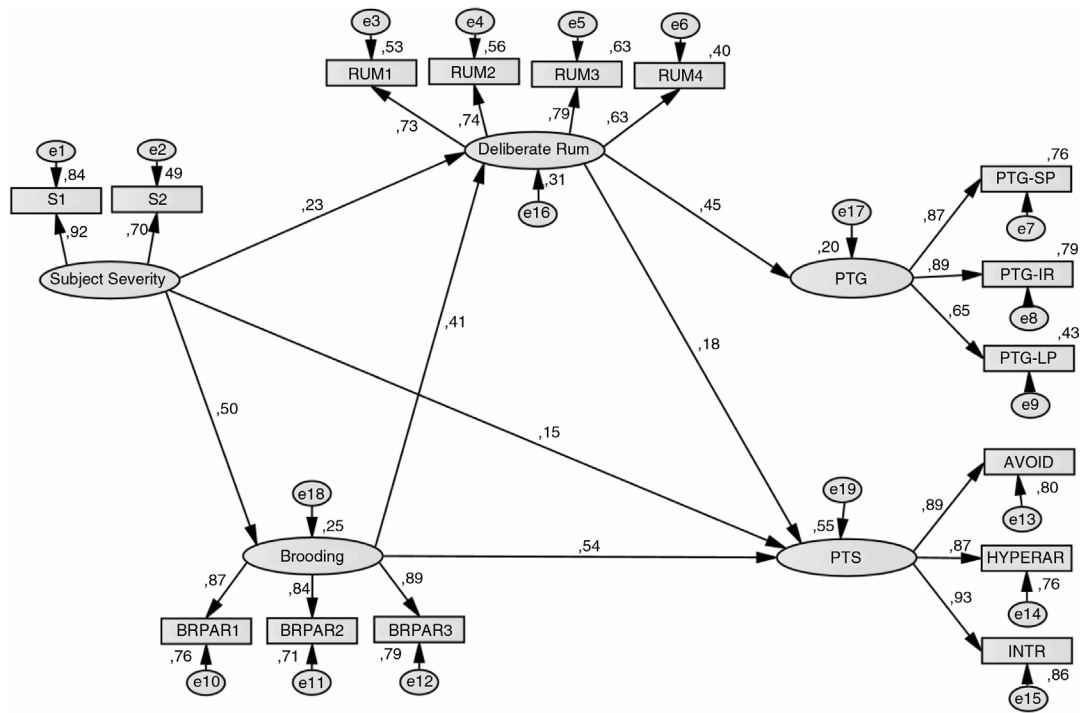 e3
e4
e5
e6
,53
,56
,63
,40
RUM1
RUM2
RUM3
RUM4
,73
,74
,79
,63
e1
e2
,84
49
S1
S2
,92
,70
Deliberate Rum
,31
e16
,23
,45
,76
PTG-SP
e7
,87
e17
,20
PTG
,89
,79
PTG-IR
e8
,65
,43
PTG-LP
e9
Subject Severity
,41
,18
,50
,15
AVOID
,80
e13
,89
e18
,25
Brooding
,54
e19
,55
PTS
,87
HYPERAR
,76
e14
,93
INTR
,86
e15
,87
,84
,89
BRPAR1
BRPAR2
BRPAR3
,76
,71
,79
e10
e11
e12